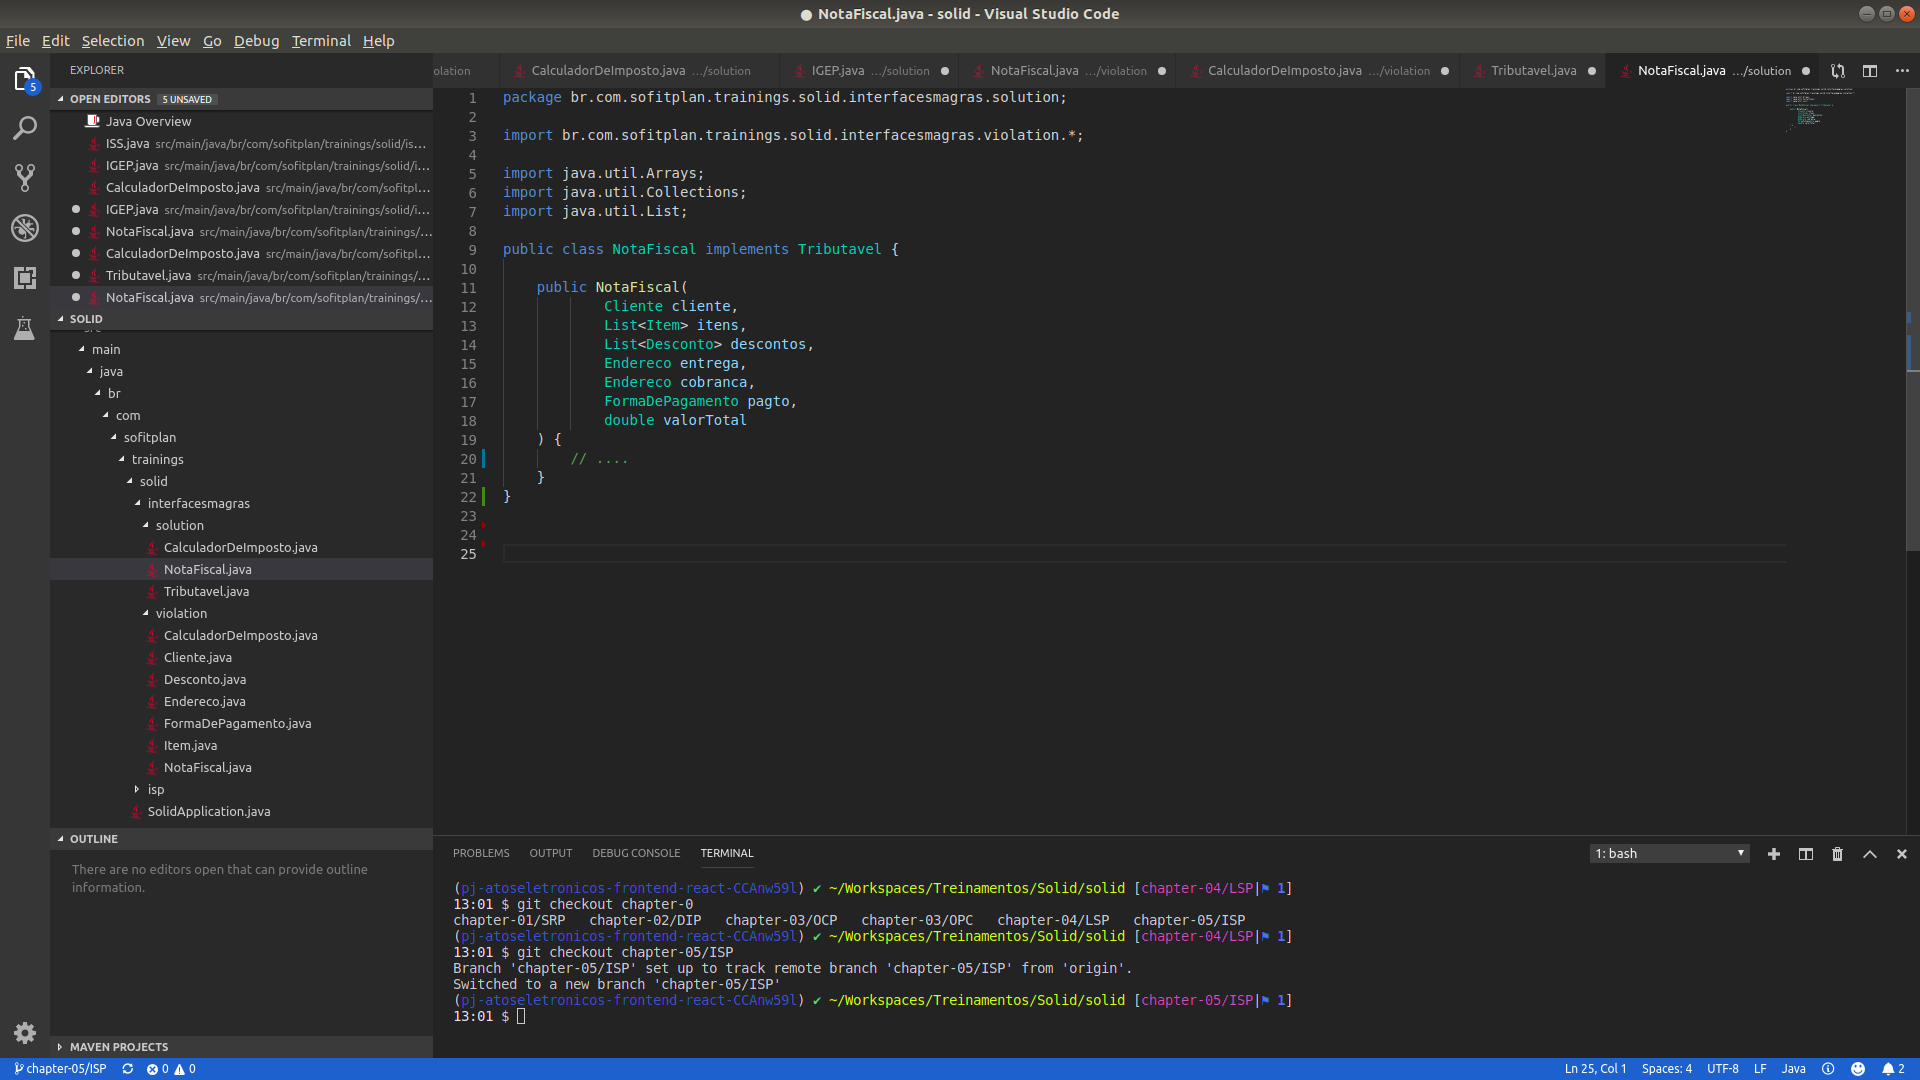 ● NotaFiscal.java - solid - Visual Studio Code
File Edit Selection View Go Debug Terminal Help
5
EXPLORER
OPEN EDITORS 5 UNSAVED
Java Overview
ISS.java src/main/java/br/com/sofitplan/trainings/solid/is...
IGEP.java src/main/java/br/com/sofitplan/trainings/solid/i...
CalculadorDeImposto.java src/main/java/br/com/sofitpl...
IGEP.java src/main/java/br/com/sofitplan/trainings/solid/i...
NotaFiscal.java src/main/java/br/com/sofitplan/trainings/...
CalculadorDeImposto.java src/main/java/br/com/sofitpl...
Tributavel.java src/main/java/br/com/sofitplan/trainings/...
NotaFiscal.java src/main/java/br/com/sofitplan/trainings/...
SOLID
src
main
java
br
com
sofitplan
trainings
solid
interfacesmagras
solution
CalculadorDeImposto.java
NotaFiscal.java
Tributavel.java
violation
CalculadorDeImposto.java
Cliente.java
Desconto.java
Endereco.java
FormaDePagamento.java
Item.java
NotaFiscal.java
isp
SolidApplication.java
OUTLINE
There are no editors open that can provide outline
information.
MAVEN PROJECTS
olation CalculadorDeImposto.java .../solution IGEP.java .../solution NotaFiscal.java .../violation CalculadorDeImposto.java .../violation Tributavel.java NotaFiscal.java .../solution
1 package br.com.sofitplan.trainings.solid.interfacesmagras.solution;
2
3 import br.com.sofitplan.trainings.solid.interfacesmagras.violation.*;
4
5 import java.util.Arrays;
6 import java.util.Collections;
7 import java.util.List;
8
9 public class NotaFiscal implements Tributavel {
10
11 public NotaFiscal(
12 Cliente cliente,
13 List<Item> itens,
14 List<Desconto> descontos,
15 Endereco entrega,
16 Endereco cobranca,
17 FormaDePagamento pagto,
18 double valorTotal
19 ) {
20 // ....
21 }
22 }
23
24
25
PROBLEMS OUTPUT DEBUG CONSOLE TERMINAL 1: bash
(pj-atoseletronicos-frontend-react-CCAnw59l) ✔ ~/Workspaces/Treinamentos/Solid/solid [chapter-04/LSP|⚑ 1]
13:01 $ git checkout chapter-0
chapter-01/SRP chapter-02/DIP chapter-03/OCP chapter-03/OPC chapter-04/LSP chapter-05/ISP
(pj-atoseletronicos-frontend-react-CCAnw59l) ✔ ~/Workspaces/Treinamentos/Solid/solid [chapter-04/LSP|⚑ 1]
13:01 $ git checkout chapter-05/ISP
Branch 'chapter-05/ISP' set up to track remote branch 'chapter-05/ISP' from 'origin'.
Switched to a new branch 'chapter-05/ISP'
(pj-atoseletronicos-frontend-react-CCAnw59l) ✔ ~/Workspaces/Treinamentos/Solid/solid [chapter-05/ISP|⚑ 1]
13:01 $
chapter-05/ISP 0 0 Ln 25, Col 1 Spaces: 4 UTF-8 LF Java 2